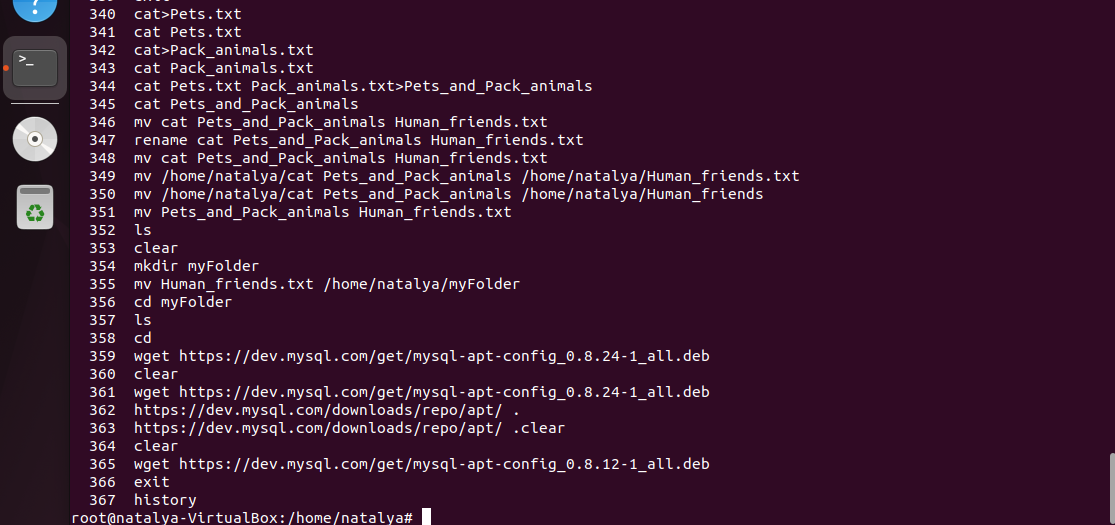 340 cat>Pets.txt
341 cat Pets.txt
342 cat>Pack_animals.txt
343 cat Pack_animals.txt
344 cat Pets.txt Pack_animals.txt>Pets_and_Pack_animals
345 cat Pets_and_Pack_animals
346 mv cat Pets_and_Pack_animals Human_friends.txt
347 rename cat Pets_and_Pack_animals Human_friends.txt
348 mv cat Pets_and_Pack_animals Human_friends.txt
349 mv /home/natalya/cat Pets_and_Pack_animals /home/natalya/Human_friends.txt
350 mv /home/natalya/cat Pets_and_Pack_animals /home/natalya/Human_friends
351 mv Pets_and_Pack_animals Human_friends.txt
352 ls
353 clear
354 mkdir myFolder
355 mv Human_friends.txt /home/natalya/myFolder
356 cd myFolder
357 ls
358 cd
359 wget https://dev.mysql.com/get/mysql-apt-config_0.8.24-1_all.deb
360 clear
361 wget https://dev.mysql.com/get/mysql-apt-config_0.8.24-1_all.deb
362 https://dev.mysql.com/downloads/repo/apt/ .
363 https://dev.mysql.com/downloads/repo/apt/ .clear
364 clear
365 wget https://dev.mysql.com/get/mysql-apt-config_0.8.12-1_all.deb
366 exit
367 history
root@natalya-VirtualBox:/home/natalya#